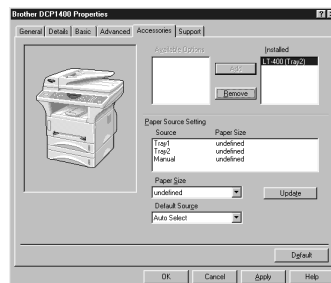 Brother DCP1400 Properties
General Details Basic Advanced Accessories Support
Available Options
Installed
Add
LT-400 (Tray2)
Remove
Paper Source Setting
Source Paper Size
Tray1 undefined
Tray2 undefined
Manual undefined
Paper Size
undefined
Update
Default Source
Auto Select
Default
OK Cancel Apply Help